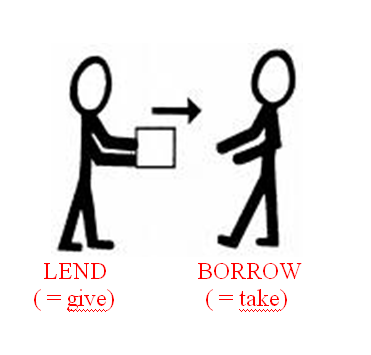 LEND BORROW
( = give) ( = take)